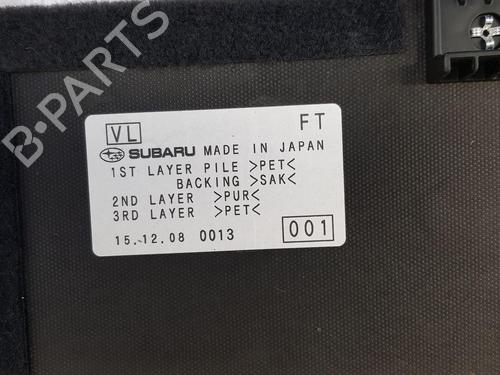 B-PARTS
VL FT
SUBARU MADE IN JAPAN
1ST LAYER PILE >PET<
BACKING >SAK<
2ND LAYER >PUR<
3RD LAYER >PET<
15.12.08 0013 001